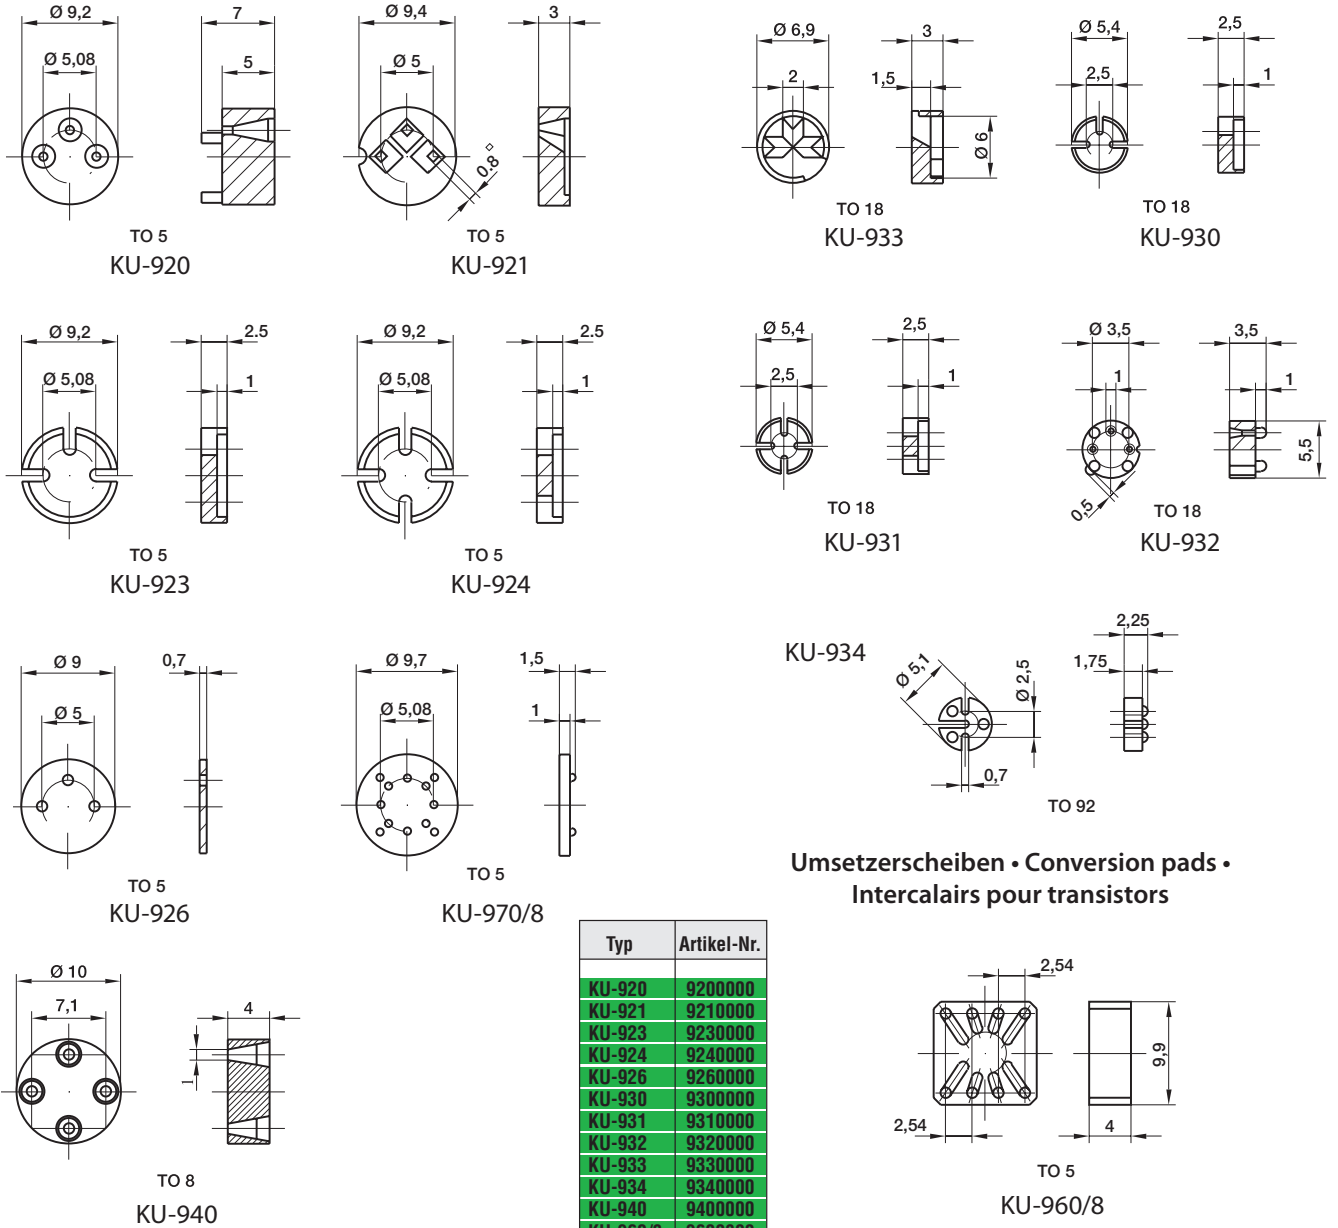 Ø 9,2
7
Ø 5,08
5
TO 5
KU-920
Ø 9,4
3
Ø 5
0.8
TO 5
KU-921
Ø 6,9
3
2
1,5
Ø 6
TO 18
KU-933
Ø 5,4
2,5
2,5
1
TO 18
KU-930
Ø 9,2
2.5
Ø 5,08
1
TO 5
KU-923
Ø 9,2
2.5
Ø 5,08
1
TO 5
KU-924
Ø 5,4
2,5
2,5
1
TO 18
KU-931
Ø 3,5
3,5
1
1
5,5
0,5
TO 18
KU-932
Ø 9
0,7
Ø 5
TO 5
KU-926
Ø 9,7
1,5
Ø 5,08
1
TO 5
KU-970/8
KU-934
2,25
Ø 5,1
Ø 2,5
1,75
0,7
TO 92
Umsetzerscheiben • Conversion pads •
Intercalairs pour transistors
Ø 10
7,1
4
1
TO 8
KU-940
Typ Artikel-Nr.
KU-920 9200000
KU-921 9210000
KU-923 9230000
KU-924 9240000
KU-926 9260000
KU-930 9300000
KU-931 9310000
KU-932 9320000
KU-933 9330000
KU-934 9340000
KU-940 9400000
2,54
9,9
2,54
4
TO 5
KU-960/8